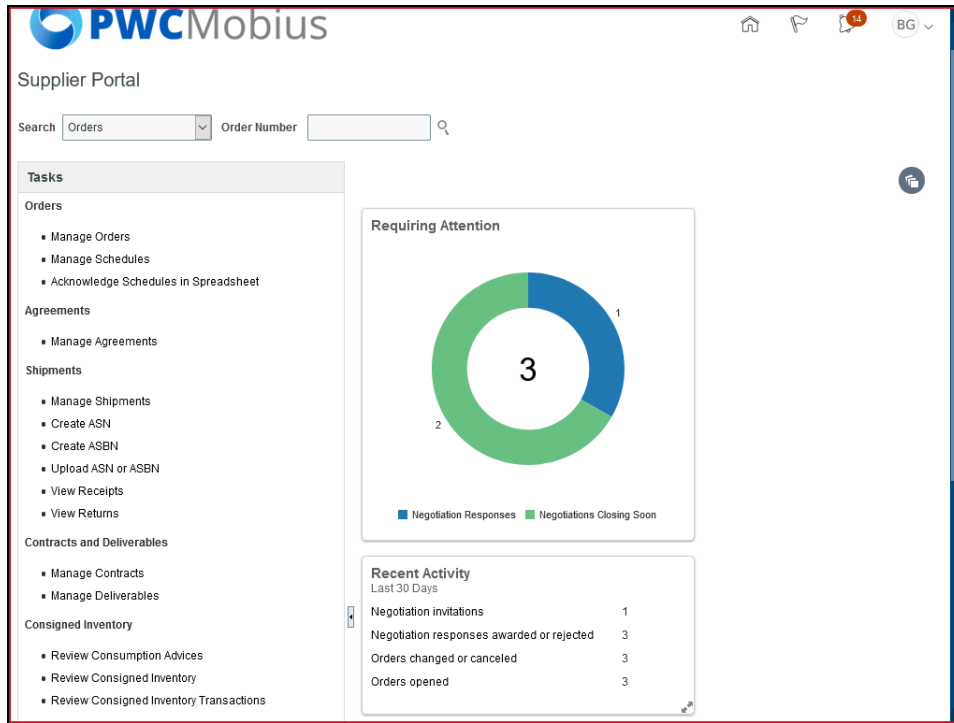 PWCMobius
14
BG
Supplier Portal
Search Orders Order Number
Tasks
Orders
Manage Orders
Manage Schedules
Acknowledge Schedules in Spreadsheet
Agreements
Manage Agreements
Shipments
Manage Shipments
Create ASN
Create ASBN
Upload ASN or ASBN
View Receipts
View Returns
Contracts and Deliverables
Manage Contracts
Manage Deliverables
Consigned Inventory
Review Consumption Advices
Review Consigned Inventory
Review Consigned Inventory Transactions
Requiring Attention
1
3
2
Negotiation Responses Negotiations Closing Soon
Recent Activity
Last 30 Days
Negotiation invitations 1
Negotiation responses awarded or rejected 3
Orders changed or canceled 3
Orders opened 3